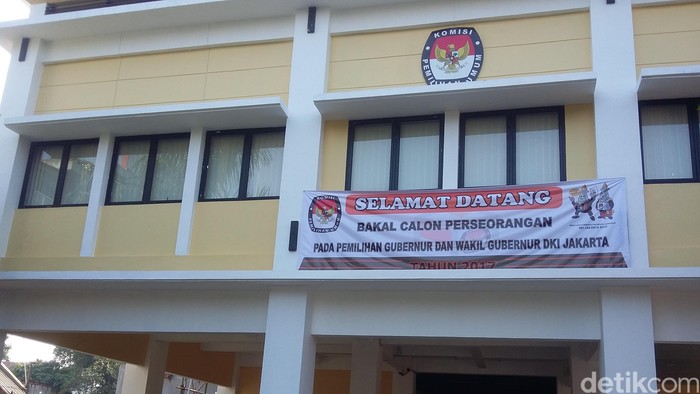 KOMISI
PEMILIHAN UMUM
SELAMAT DATANG
BAKAL CALON PERSEORANGAN
PADA PEMILIHAN GUBERNUR DAN WAKIL GUBERNUR DKI JAKARTA
TAHUN 2017
detikcom